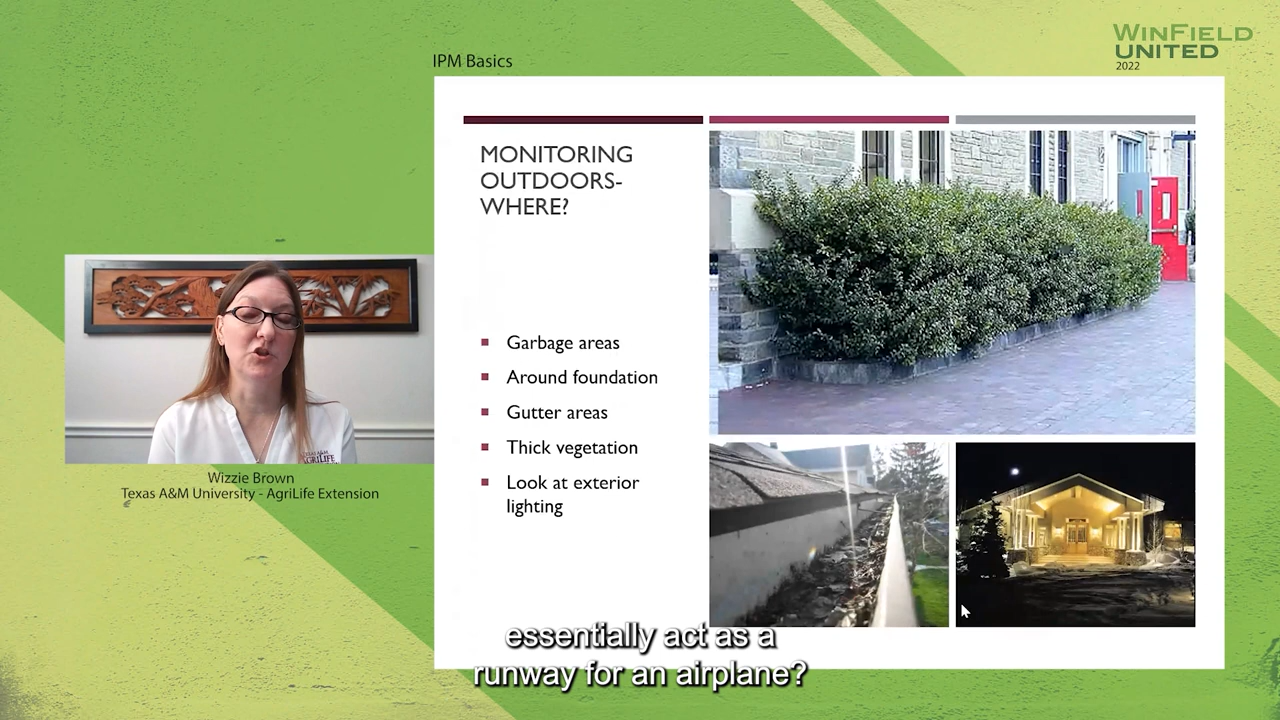 WINFIELD
UNITED
2022
IPM Basics
MONITORING
OUTDOORS-
WHERE?
Garbage areas
Around foundation
Gutter areas
Thick vegetation
Look at exterior
lighting
AGRILIFE
Wizzie Brown
Texas A&M University - AgriLife Extension
essentially act as a
runway for an airplane?